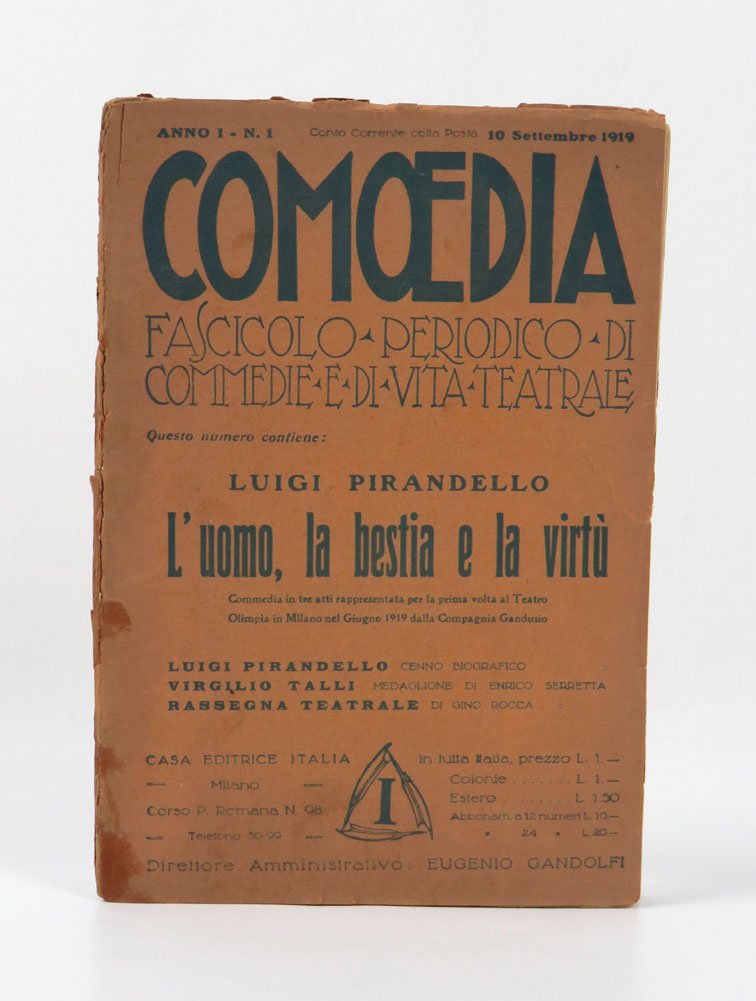 ANNO I - N. 1 Conto Corrente colla Posta 10 Settembre 1919
COMŒDIA
FASCICOLO PERIODICO DI
COMMEDIE E DI VITA TEATRALE
Questo numero contiene:
LUIGI PIRANDELLO
L'uomo, la bestia e la virtù
Commedia in tre atti rappresentata per la prima volta al Teatro
Olimpia in Milano nel Giugno 1919 dalla Compagnia Gandusio
LUIGI PIRANDELLO CENNO BIOGRAFICO : :
VIRGILIO TALLI MEDAGLIONE DI ENRICO SERRETTA
RASSEGNA TEATRALE DI GINO ROCCA :
CASA EDITRICE ITALIA
Milano
Corso P. Romana N. 98
Telefono 30-99
I
in tutta Italia, prezzo L. 1.—
Colonie . . . . . . . L. 1.—
Estero . . . . . . . . L 1.50
Abbonam. a 12 numeri L. 10.—
» 24 » L. 20.—
Direttore Amministrativo: EUGENIO GANDOLFI